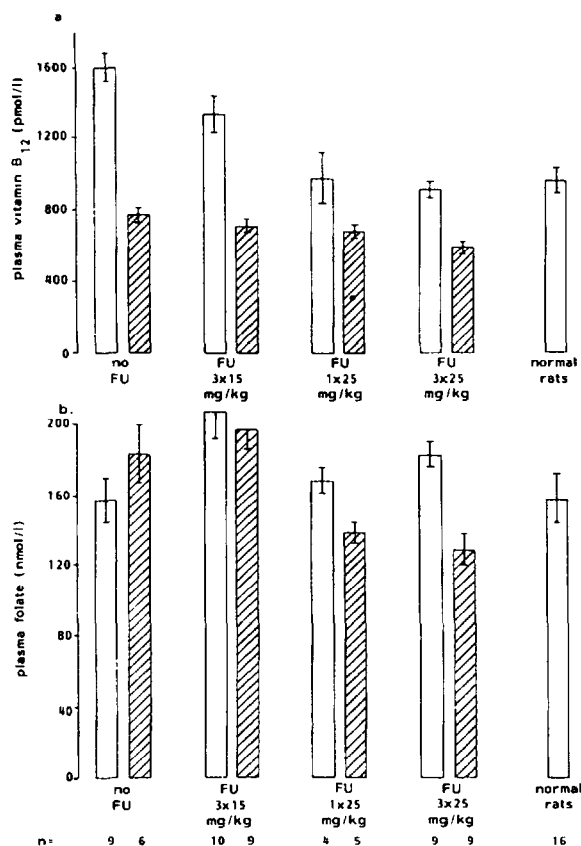 a
plasma vitamin B12 (pmol/l)
1600
1200
800
400
0
no
FU
FU
3x15
mg/kg
FU
1x25
mg/kg
FU
3x25
mg/kg
normal
rats
b.
plasma folate (nmol/l)
200
160
120
80
40
0
no
FU
FU
3x15
mg/kg
FU
1x25
mg/kg
FU
3x25
mg/kg
normal
rats
n= 9 6 10 9 4 5 9 9 16